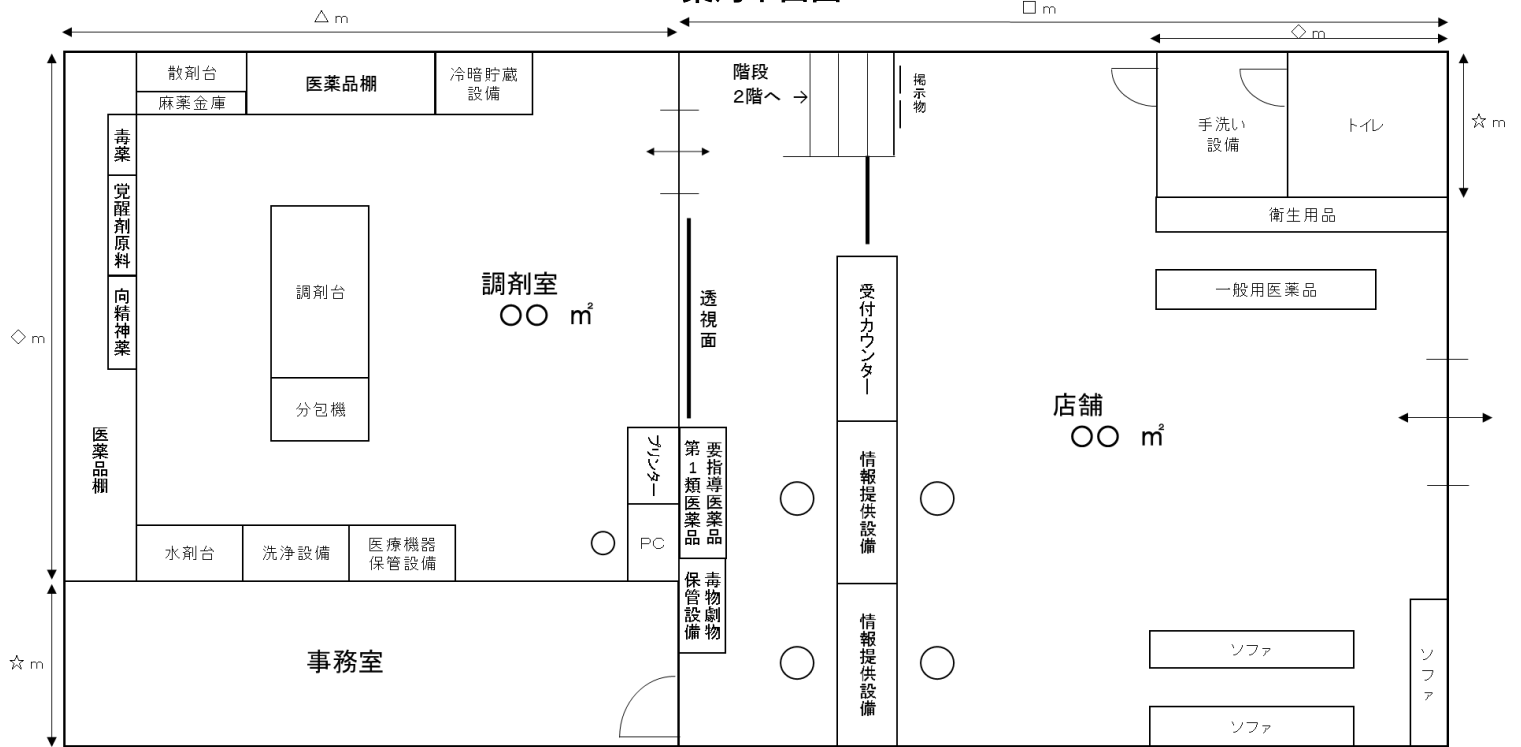 △ m
□ m
◇ m
散剤台
麻薬金庫
医薬品棚
冷暗貯蔵
設備
階段
2階へ →
掲示物
手洗い
設備
トイレ
☆ m
毒薬
覚醒剤原料
向精神薬
衛生用品
一般用医薬品
調剤台
調剤室
○○ ㎡
透視面
受付カウンター
◇ m
分包機
店舗
○○ ㎡
医薬品棚
プリンター
要指導医薬品
第1類医薬品
情報提供設備
水剤台
洗浄設備
医療機器
保管設備
PC
毒物劇物
保管設備
☆ m
事務室
情報提供設備
ソファ
ソファ
ソファ